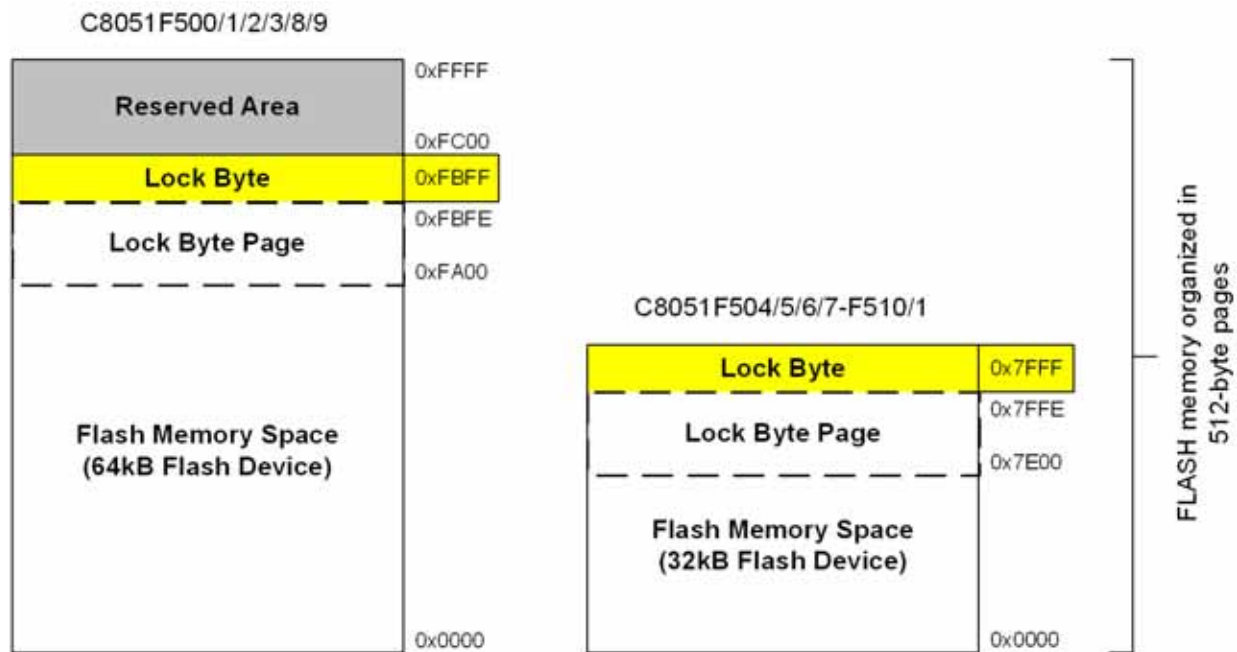 C8051F500/1/2/3/8/9
0xFFFF
Reserved Area
0xFC00
Lock Byte
0xFBFF
0xFBFE
Lock Byte Page
0xFA00
Flash Memory Space
(64kB Flash Device)
0x0000
C8051F504/5/6/7-F510/1
Lock Byte
0x7FFF
0x7FFE
Lock Byte Page
0x7E00
Flash Memory Space
(32kB Flash Device)
0x0000
FLASH memory organized in
512-byte pages